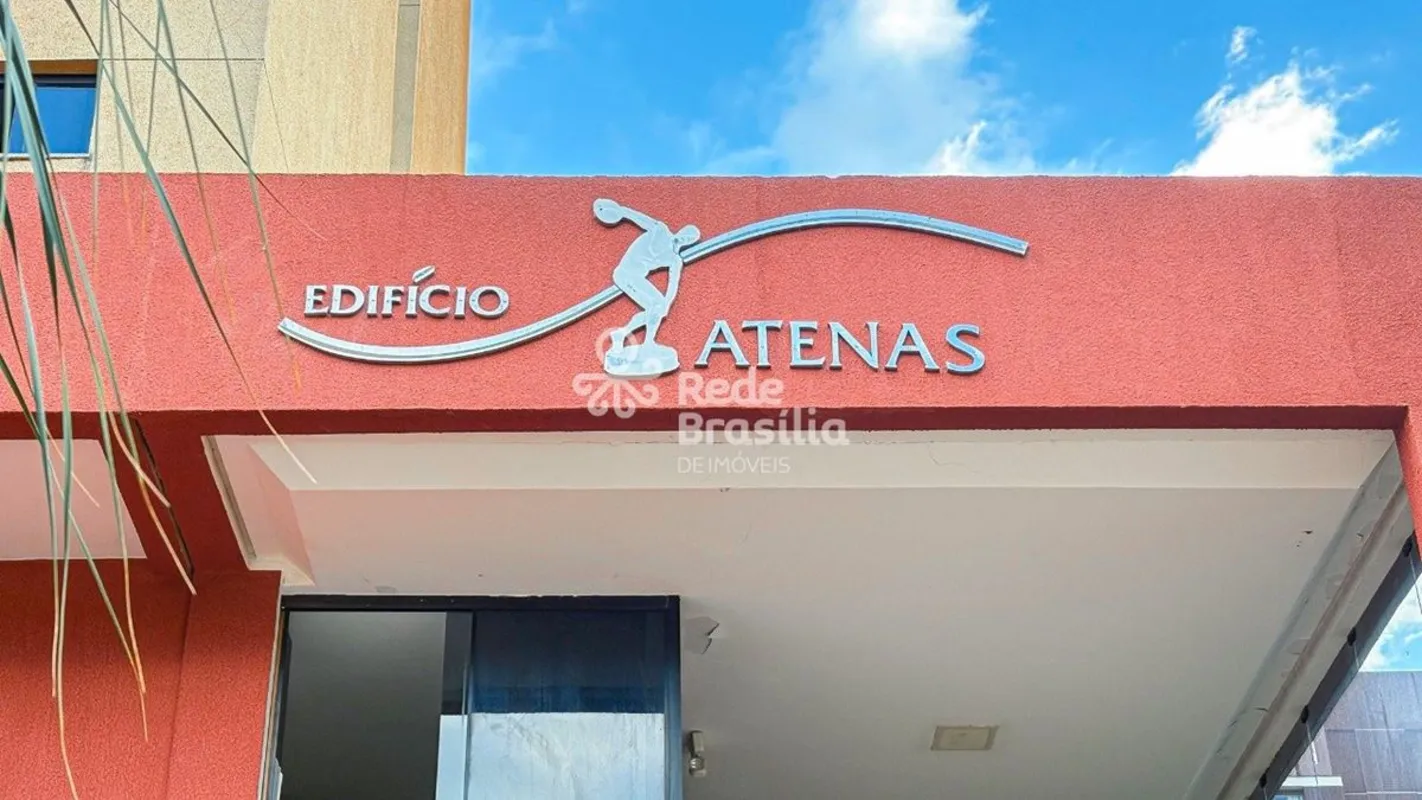 EDIFÍCIO
ATENAS
Rede
Brasília
DE IMÓVEIS